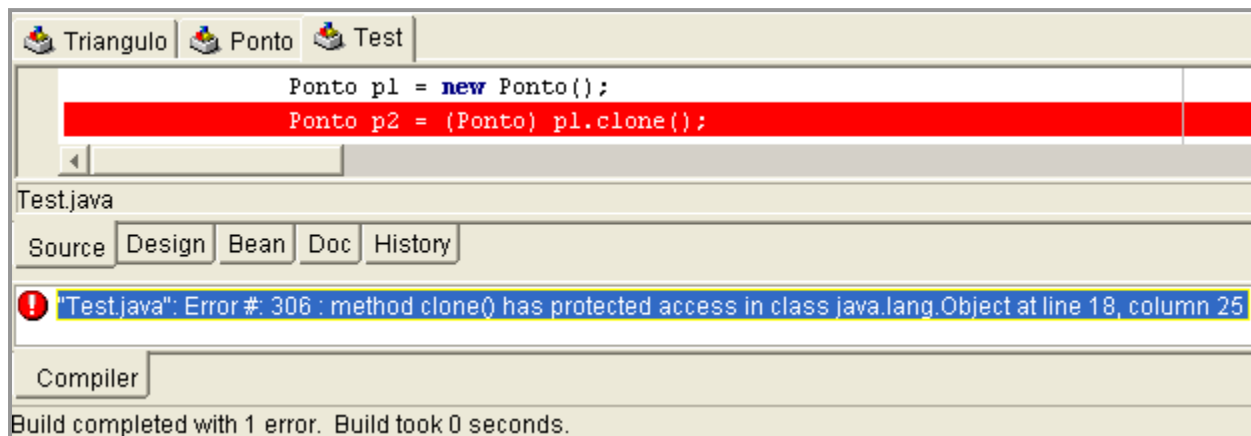 Triangulo Ponto Test
Ponto p1 = new Ponto();
Ponto p2 = (Ponto) p1.clone();
Test.java
Source Design Bean Doc History
"Test.java": Error #: 306 : method clone() has protected access in class java.lang.Object at line 18, column 25
Compiler
Build completed with 1 error. Build took 0 seconds.